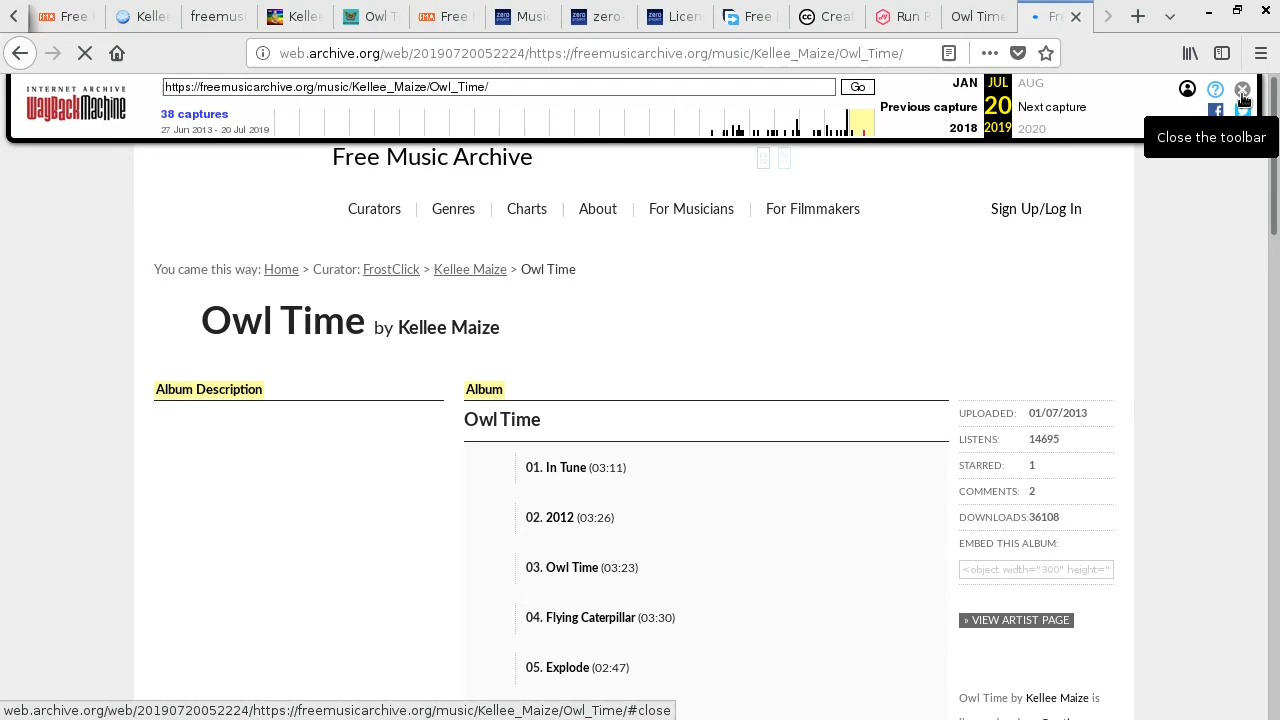 Free
Kellee
freemus
Kelle
Owl T
Free
Music
zero-
Licen
Free
Creati
Run F
Owl Time
Fr
web.archive.org/web/20190720052224/https://freemusicarchive.org/music/Kellee_Maize/Owl_Time/
INTERNET ARCHIVE
WayBackMachine
https://freemusicarchive.org/music/Kellee_Maize/Owl_Time/
Go
JAN JUL AUG
38 captures
27 Jun 2013 - 20 Jul 2019
Previous capture 20 Next capture
2018 2019 2020
Close the toolbar
Free Music Archive
Curators
Genres
Charts
About
For Musicians
For Filmmakers
Sign Up/Log In
You came this way: Home > Curator: FrostClick > Kellee Maize > Owl Time
Owl Time by Kellee Maize
Album Description
Album
Owl Time
01. In Tune (03:11)
02. 2012 (03:26)
03. Owl Time (03:23)
04. Flying Caterpillar (03:30)
05. Explode (02:47)
UPLOADED: 01/07/2013
LISTENS: 14695
STARRED: 1
COMMENTS: 2
DOWNLOADS:36108
EMBED THIS ALBUM:
<object width="300" height="
» VIEW ARTIST PAGE
Owl Time by Kellee Maize is
web.archive.org/web/20190720052224/https://freemusicarchive.org/music/Kellee_Maize/Owl_Time/#close